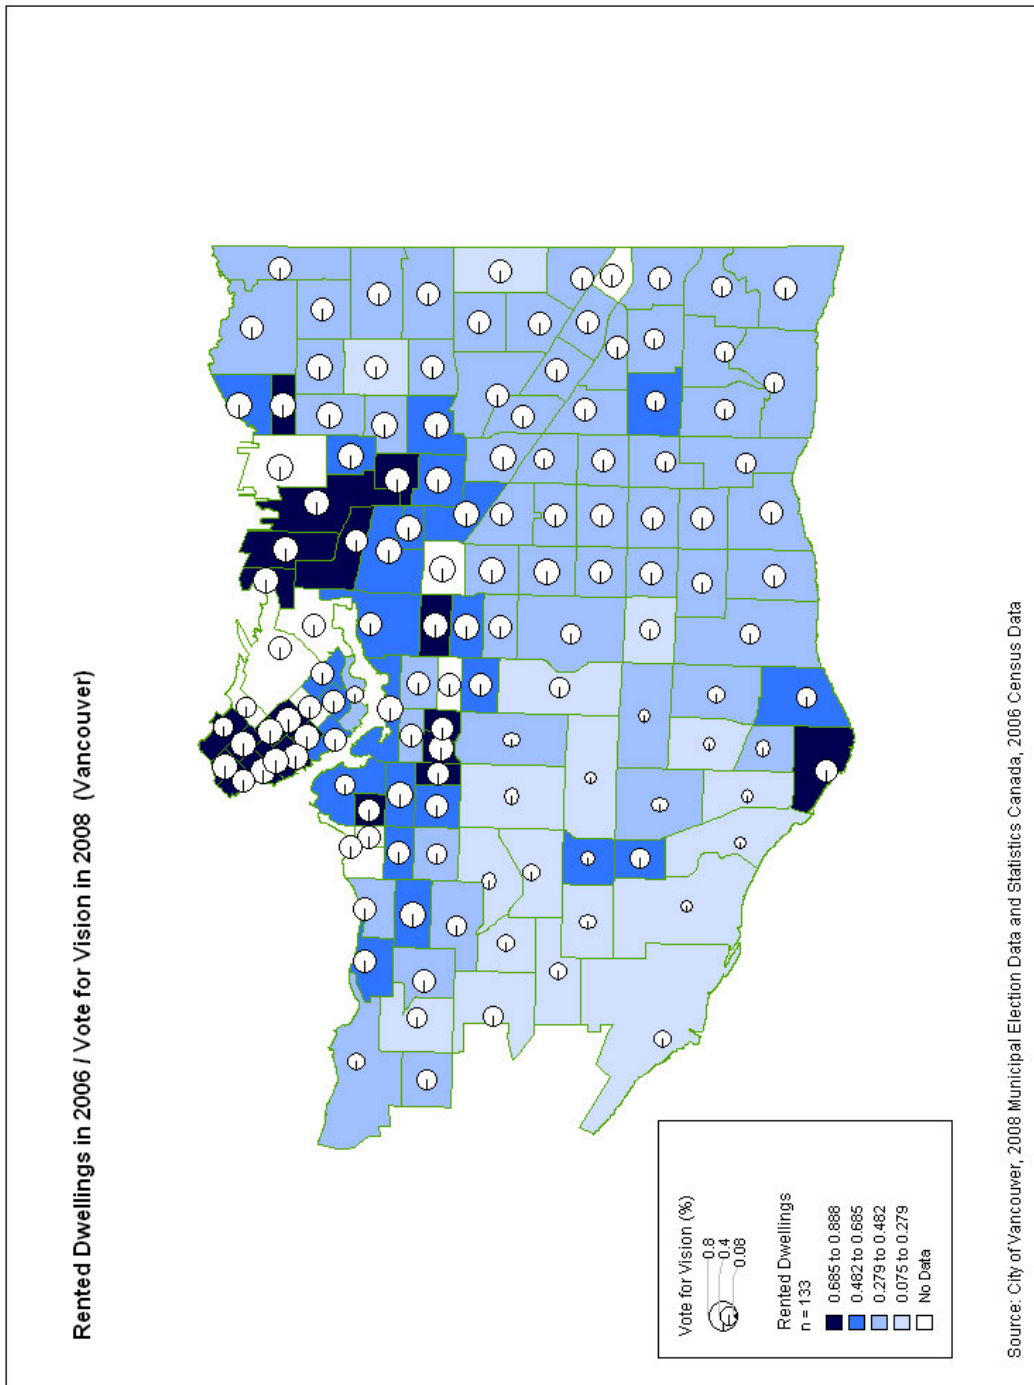 Rented Dwellings in 2006 / Vote for Vision in 2008 (Vancouver)
Vote for Vision (%)
0.8
0.4
0.08
Rented Dwellings
n = 133
0.685 to 0.888
0.482 to 0.685
0.279 to 0.482
0.075 to 0.279
No Data
Source: City of Vancouver, 2008 Municipal Election Data and Statistics Canada, 2006 Census Data